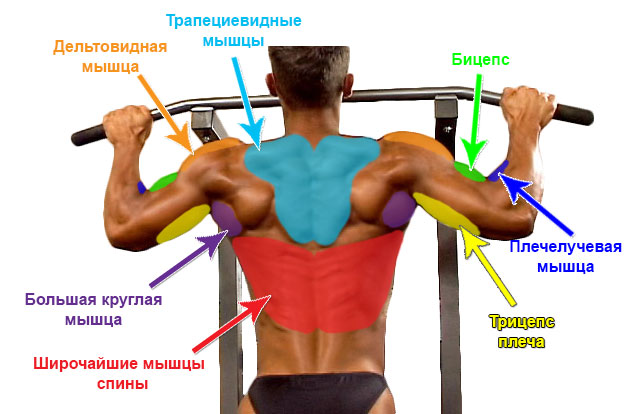 Трапециевидные
мышцы
Дельтовидная
мышца
Бицепс
Плечелучевая
мышца
Большая круглая
мышца
Трицепс
плеча
Широчайшие мышцы
спины